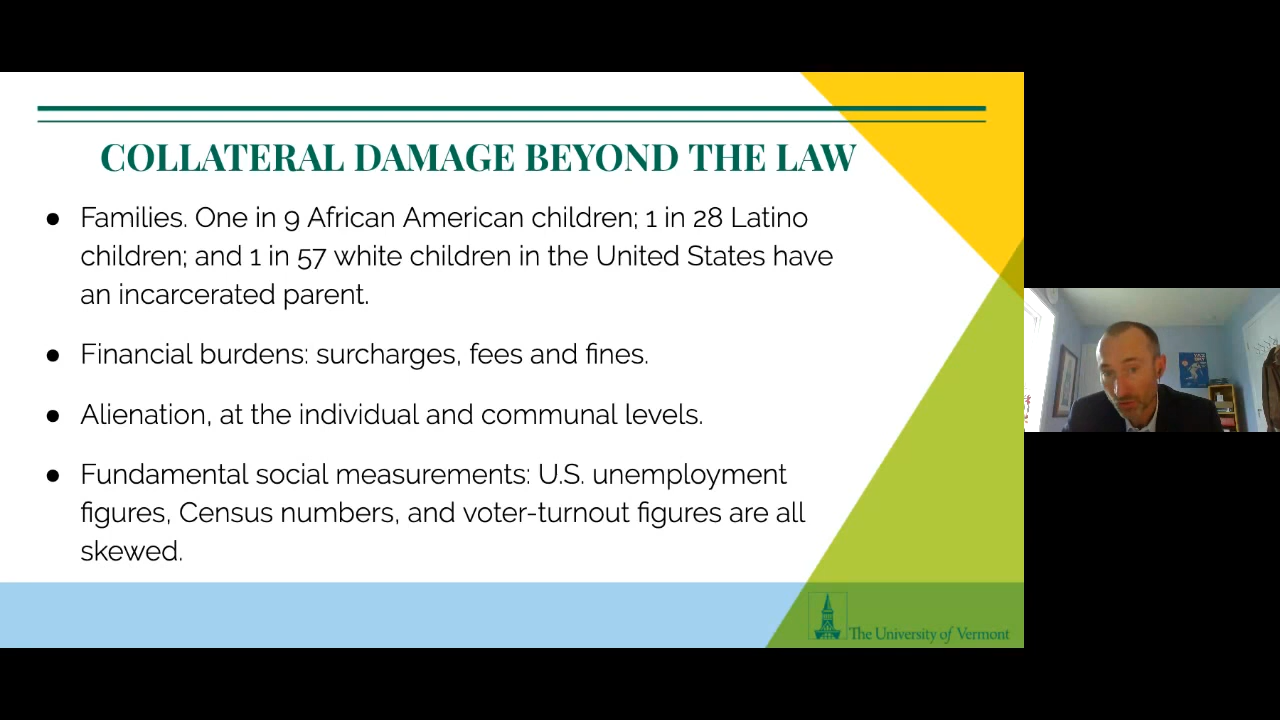 COLLATERAL DAMAGE BEYOND THE LAW
● Families. One in 9 African American children; 1 in 28 Latino
children; and 1 in 57 white children in the United States have
an incarcerated parent.
● Financial burdens: surcharges, fees and fines.
● Alienation, at the individual and communal levels.
● Fundamental social measurements: U.S. unemployment
figures, Census numbers, and voter-turnout figures are all
skewed.
The University of Vermont